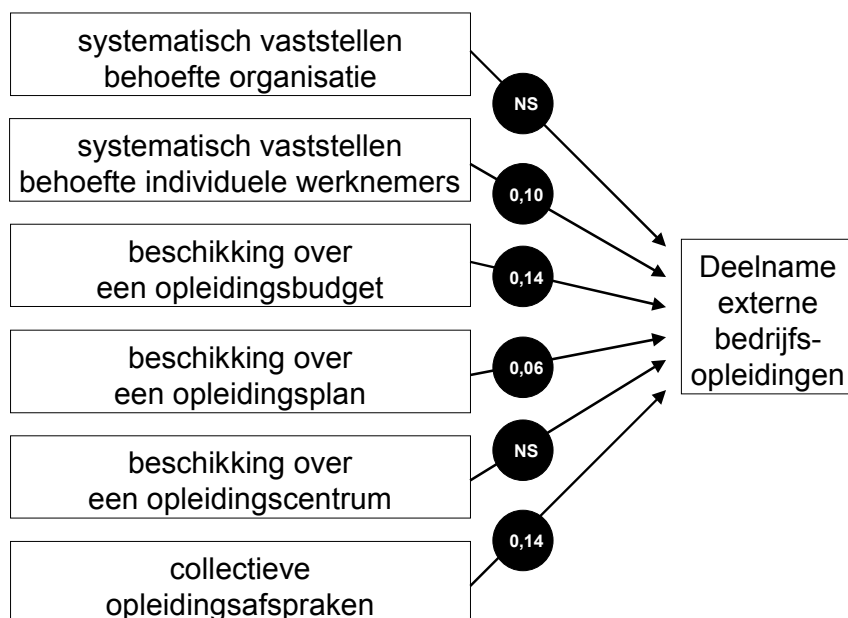 systematisch vaststellen
behoefte organisatie
NS
systematisch vaststellen
behoefte individuele werknemers
0,10
beschikking over
een opleidingsbudget
0,14
beschikking over
een opleidingsplan
0,06
beschikking over
een opleidingscentrum
NS
collectieve
opleidingsafspraken
0,14
Deelname
externe
bedrijfs-
opleidingen